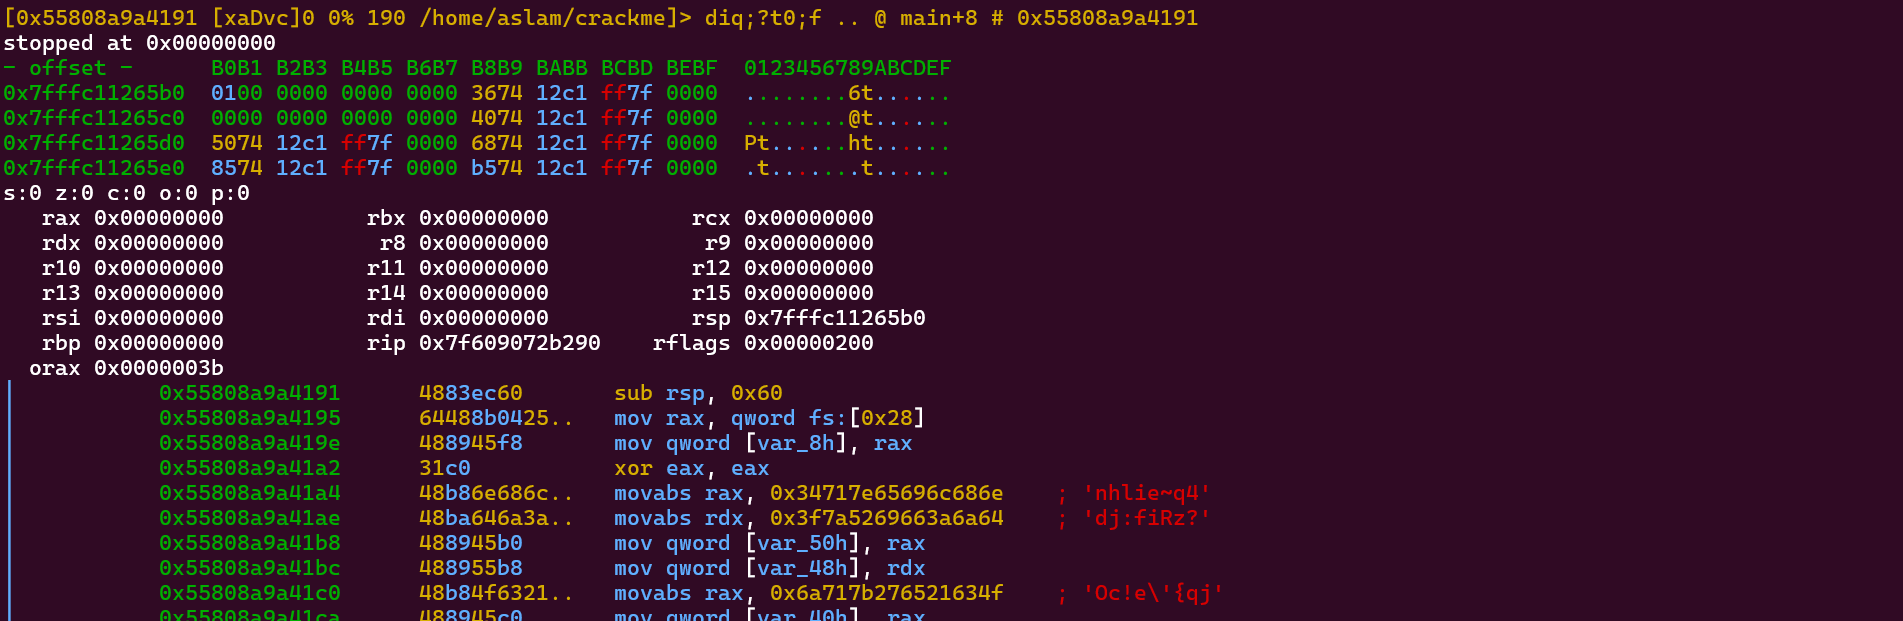 [0x55808a9a4191 [xaDvc]0 0% 190 /home/aslam/crackme]> diq;?t0;f .. @ main+8 # 0x55808a9a4191
stopped at 0x00000000
- offset -      B0B1 B2B3 B4B5 B6B7 B8B9 BABB BCBD BEBF  0123456789ABCDEF
0x7fffc11265b0  0100 0000 0000 0000 3674 12c1 ff7f 0000  ........6t......
0x7fffc11265c0  0000 0000 0000 0000 4074 12c1 ff7f 0000  ........@t......
0x7fffc11265d0  5074 12c1 ff7f 0000 6874 12c1 ff7f 0000  Pt......ht......
0x7fffc11265e0  8574 12c1 ff7f 0000 b574 12c1 ff7f 0000  .t.......t......
s:0 z:0 c:0 o:0 p:0
   rax 0x00000000           rbx 0x00000000           rcx 0x00000000
   rdx 0x00000000            r8 0x00000000            r9 0x00000000
   r10 0x00000000           r11 0x00000000           r12 0x00000000
   r13 0x00000000           r14 0x00000000           r15 0x00000000
   rsi 0x00000000           rdi 0x00000000           rsp 0x7fffc11265b0
   rbp 0x00000000           rip 0x7f609072b290    rflags 0x00000200
  orax 0x0000003b
0x55808a9a4191      4883ec60       sub rsp, 0x60
0x55808a9a4195      64488b0425..   mov rax, qword fs:[0x28]
0x55808a9a419e      488945f8       mov qword [var_8h], rax
0x55808a9a41a2      31c0           xor eax, eax
0x55808a9a41a4      48b86e686c..   movabs rax, 0x34717e65696c686e    ; 'nhlie~q4'
0x55808a9a41ae      48ba646a3a..   movabs rdx, 0x3f7a5269663a6a64    ; 'dj:fiRz?'
0x55808a9a41b8      488945b0       mov qword [var_50h], rax
0x55808a9a41bc      488955b8       mov qword [var_48h], rdx
0x55808a9a41c0      48b84f6321..   movabs rax, 0x6a717b276521634f    ; 'Oc!e\'{qj'
0x55808a9a41ca      488945c0       mov qword [var_40h], rax